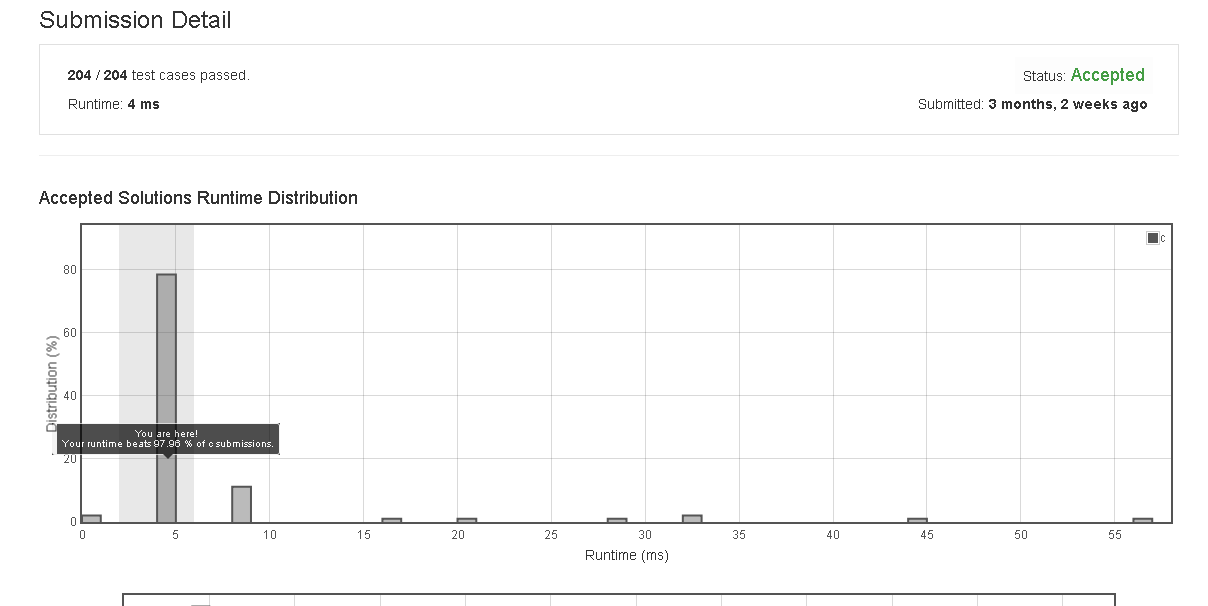 Submission Detail
204 / 204 test cases passed.
Status: Accepted
Runtime: 4 ms
Submitted: 3 months, 2 weeks ago
Accepted Solutions Runtime Distribution
c
80
60
40
20
0
Distribution (%)
You are here!
Your runtime beats 97.96 % of c submissions.
0 5 10 15 20 25 30 35 40 45 50 55
Runtime (ms)